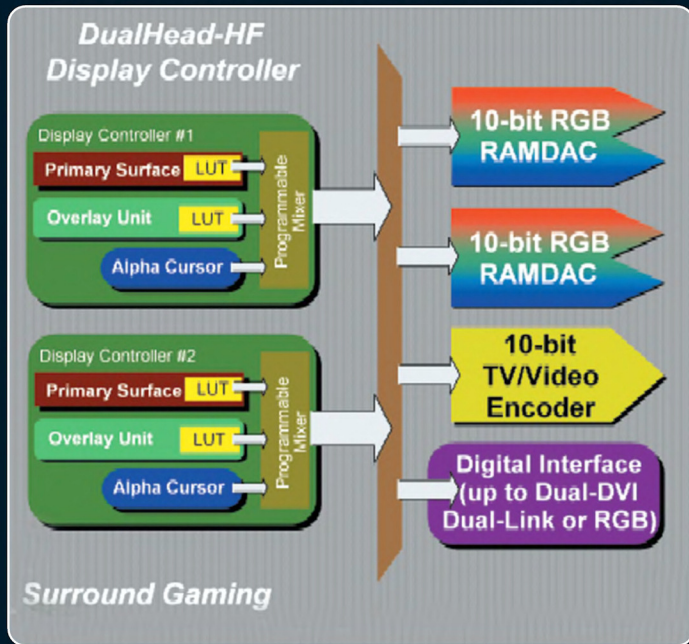 DualHead-HF
Display Controller
Display Controller #1
Primary Surface LUT
Overlay Unit LUT
Alpha Cursor
Programmable
Mixer
Display Controller #2
Primary Surface LUT
Overlay Unit LUT
Alpha Cursor
Programmable
Mixer
10-bit RGB
RAMDAC
10-bit RGB
RAMDAC
10-bit
TV/Video
Encoder
Digital Interface
(up to Dual-DVI
Dual-Link or RGB)
Surround Gaming